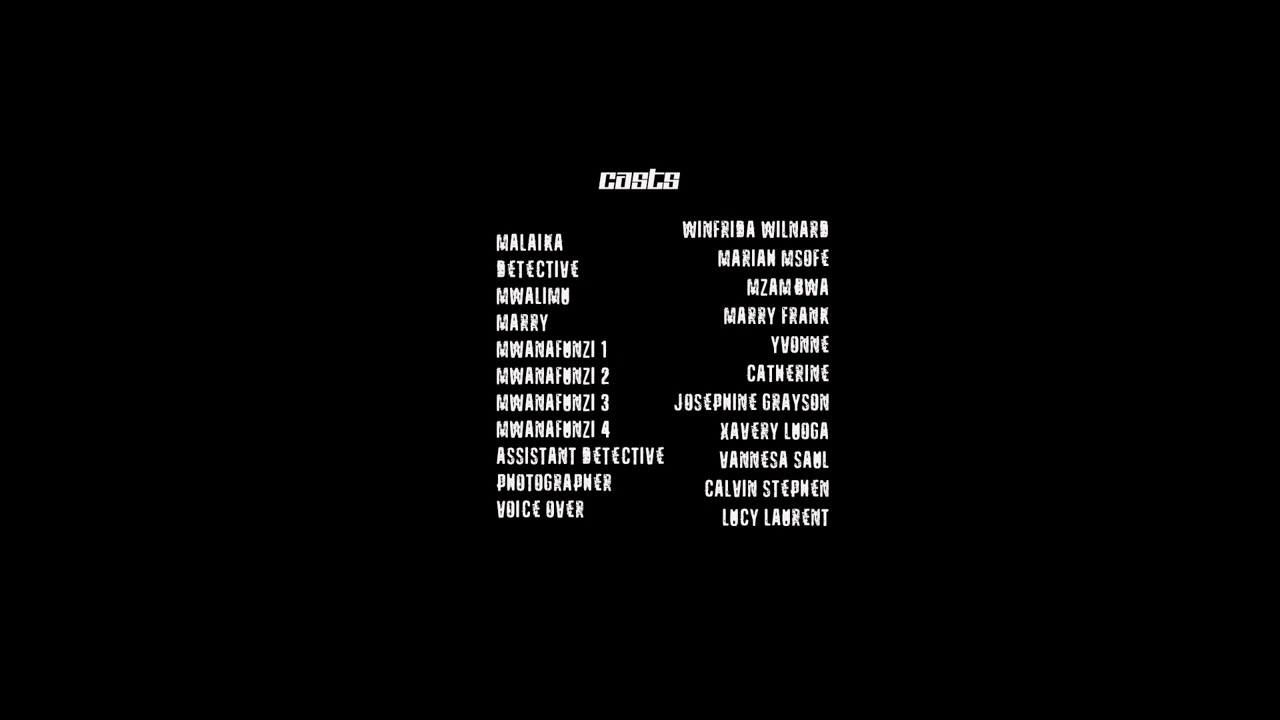 casts
MALAIKA WINFRIDA WILNARD
DETECTIVE MARIAH MSOFE
MWALIMU MZAMBWA
MARRY MARRY FRANK
MWANAFUNZI 1 YVONNE
MWANAFUNZI 2 CATHERINE
MWANAFUNZI 3 JOSEPHINE GRAYSON
MWANAFUNZI 4 XAVERY LUOGA
ASSISTANT DETECTIVE VANNESA SAUL
PHOTOGRAPHER CALVIN STEPHEN
VOICE OVER LUCY LAURENT